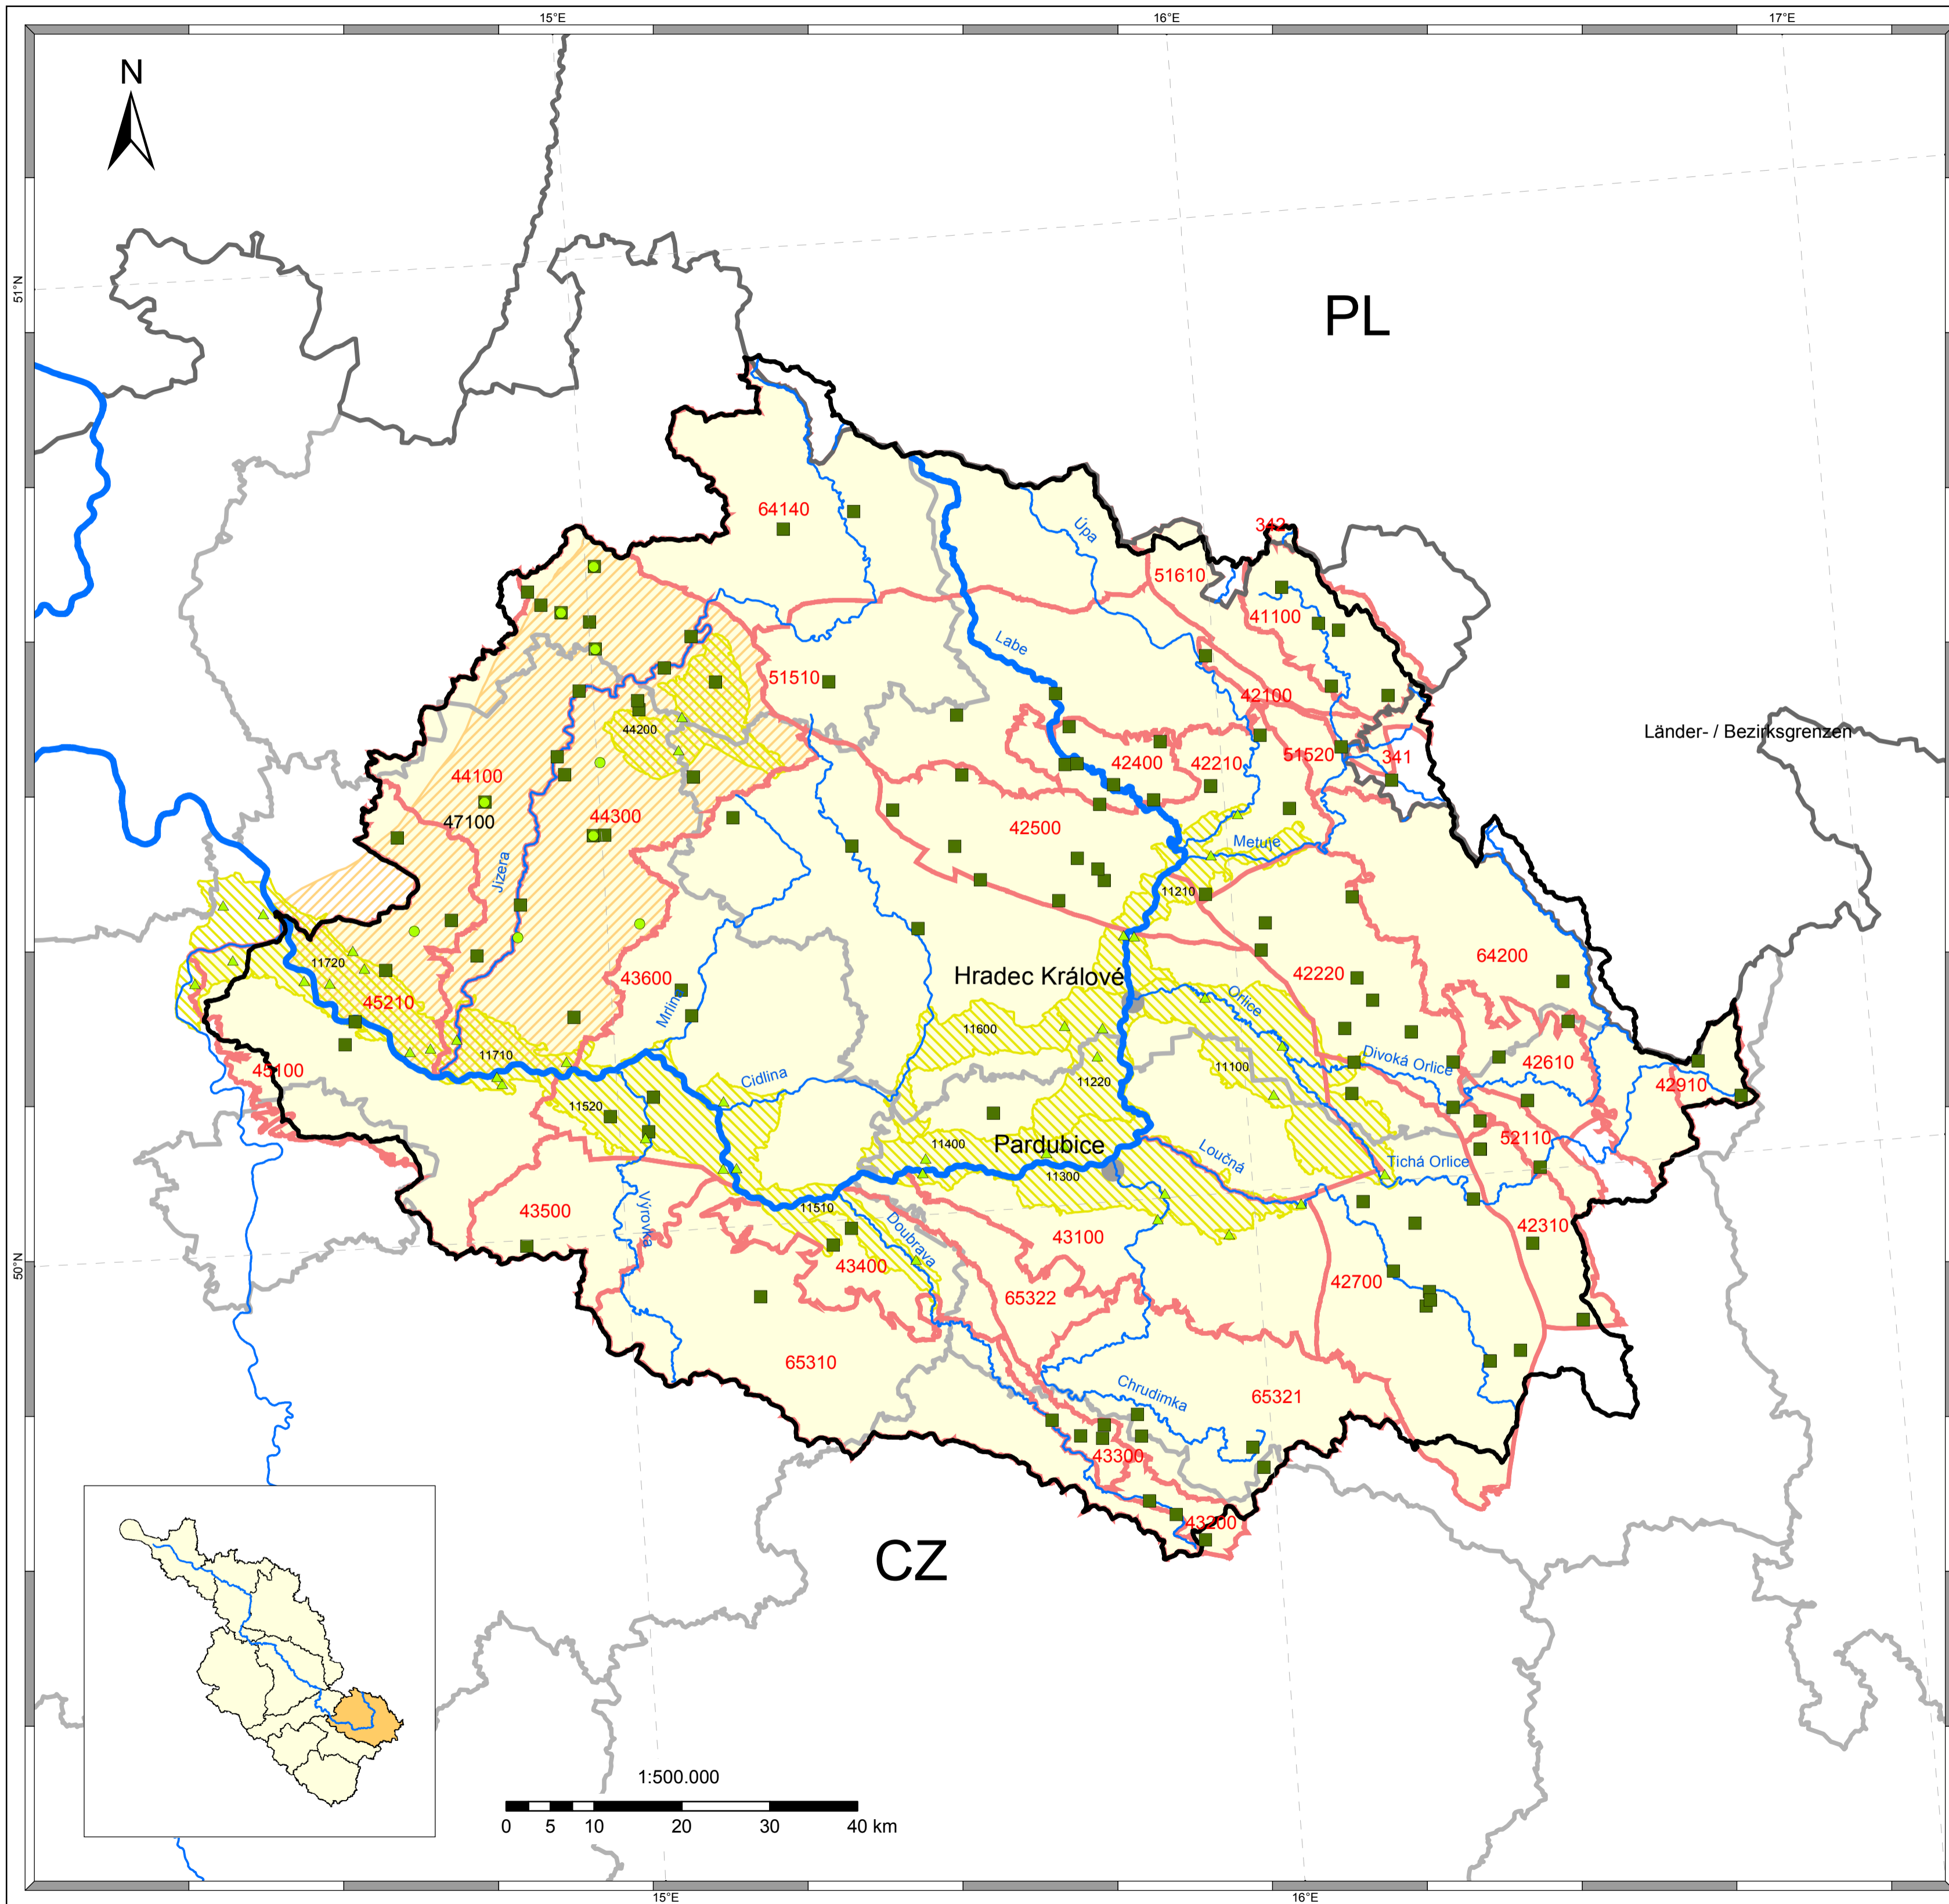 15°E
16°E
17°E
N
51°N
PL
64140
342
Úpa
51610
41100
Labe
51510
42100
44200
Länder- / Bezirksgrenzen
51520
341
42400
42210
44100
47100
44300
42500
Metuje
Jizera
11210
64200
11720
43600
Hradec Králové
42220
45210
Mrlina
Orlice
11600
11710
Divoká Orlice
42610
45100
Cidlina
11220
11100
42910
11520
11400
Pardubice
52110
Loučná
Tichá Orlice
11300
43500
11510
Výrovka
Doubrava
43100
42310
50°N
43400
42700
65322
65310
65321
Chrudimka
43300
43200
CZ
1:500.000
0 5 10 20 30 40 km
15°E
16°E